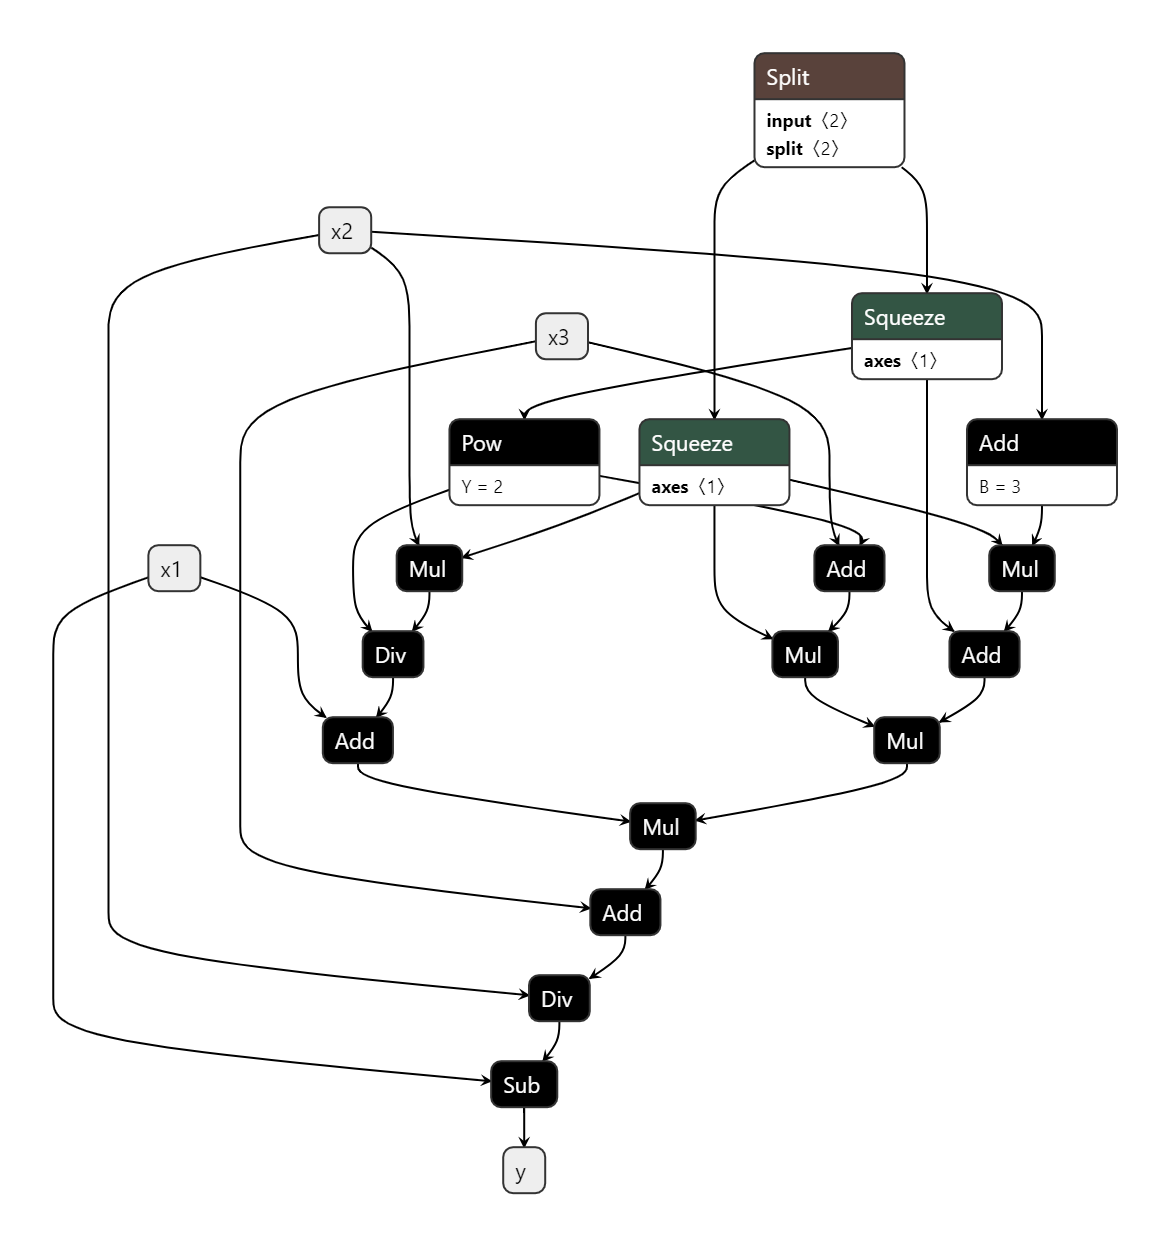 Split
input 〈2〉
split 〈2〉
x2
Squeeze
axes 〈1〉
x3
Pow
Y = 2
Squeeze
axes 〈1〉
Add
B = 3
x1
Mul
Add
Mul
Div
Mul
Add
Add
Mul
Mul
Add
Div
Sub
y